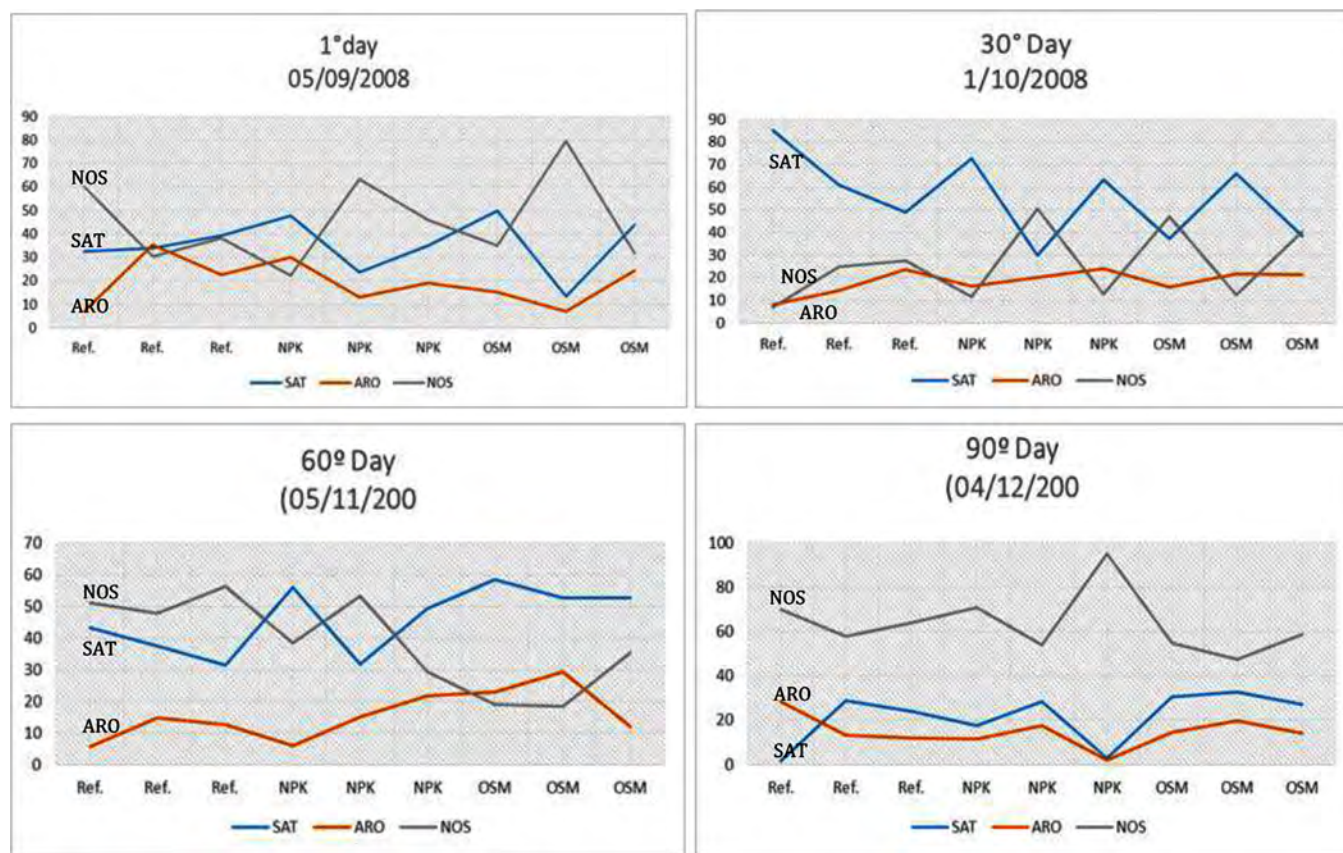 1°day
05/09/2008
90
80
70
60
50
40
30
20
10
0
NOS
SAT
ARO
Ref. Ref. Ref. NPK NPK NPK OSM OSM OSM
SAT ARO NOS
30° Day
1/10/2008
90
80
70
60
50
40
30
20
10
0
SAT
NOS
ARO
Ref. Ref. Ref. NPK NPK NPK OSM OSM OSM
SAT ARO NOS
60º Day
(05/11/200
70
60
50
40
30
20
10
0
NOS
SAT
ARO
Ref. Ref. Ref. NPK NPK NPK OSM OSM OSM
SAT ARO NOS
90º Day
(04/12/200
100
80
60
40
20
0
NOS
ARO
SAT
Ref. Ref. Ref. NPK NPK NPK OSM OSM OSM
SAT ARO NOS